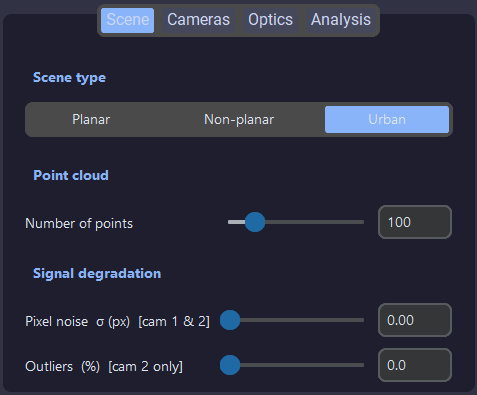 Scene Cameras Optics Analysis
Scene type
Planar Non-planar Urban
Point cloud
Number of points 100
Signal degradation
Pixel noise σ (px) [cam 1 & 2] 0.00
Outliers (%) [cam 2 only] 0.0